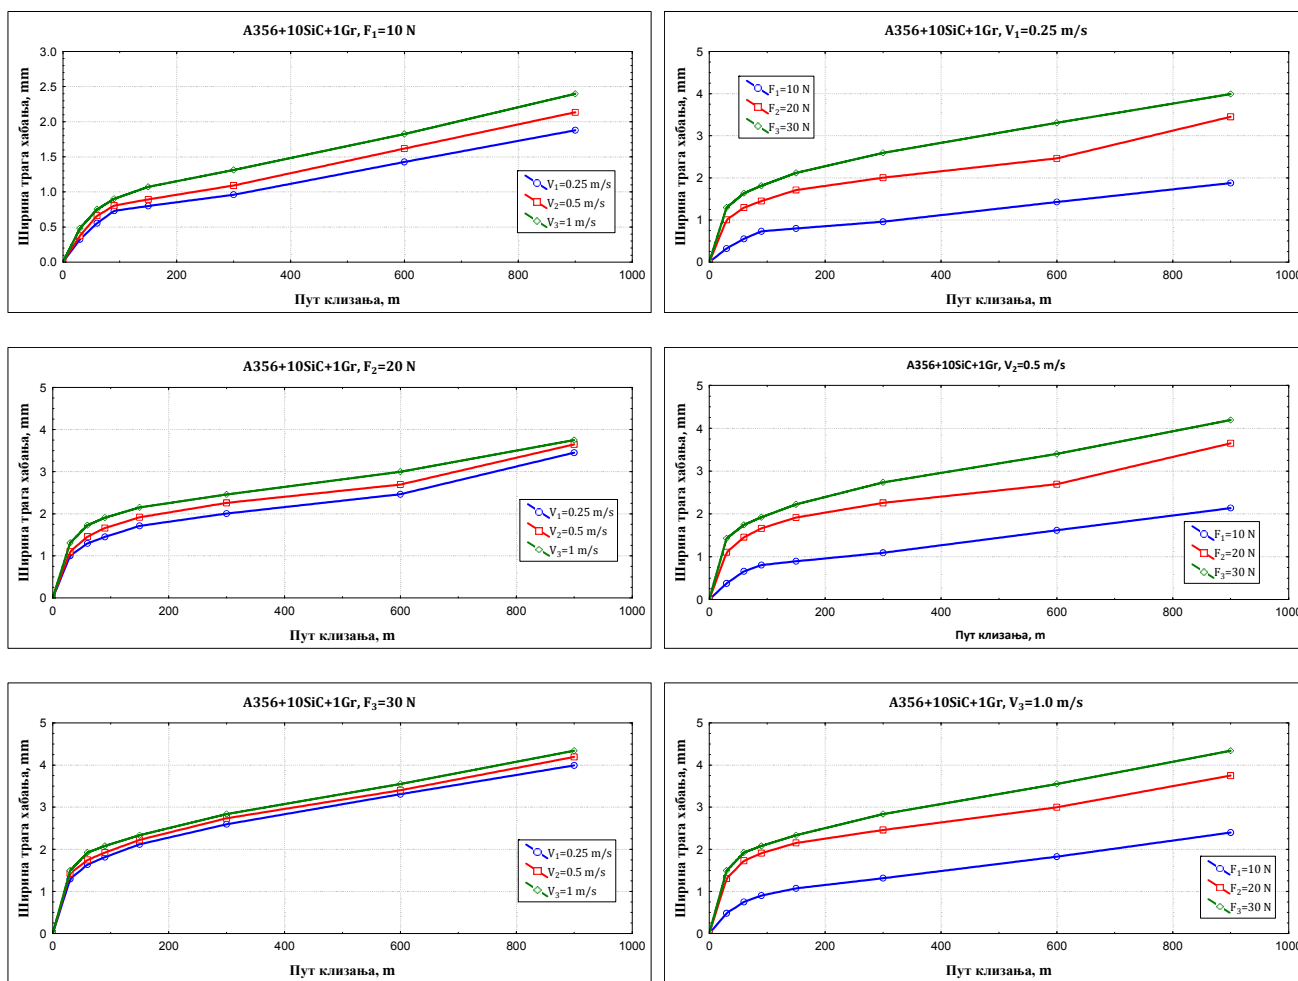 A356+10SiC+1Gr, F₁=10 N
Ширина трага хабања, mm
3.0
2.5
2.0
1.5
1.0
0.5
0.0
V₁=0.25 m/s
V₂=0.5 m/s
V₃=1 m/s
0 200 400 600 800 1000
Пут клизања, m
A356+10SiC+1Gr, V₁=0.25 m/s
Ширина трага хабања, mm
5
4
3
2
1
0
F₁=10 N
F₂=20 N
F₃=30 N
0 200 400 600 800 1000
Пут клизања, m
A356+10SiC+1Gr, F₂=20 N
Ширина трага хабања, mm
5
4
3
2
1
0
V₁=0.25 m/s
V₂=0.5 m/s
V₃=1 m/s
0 200 400 600 800 1000
Пут клизања, m
A356+10SiC+1Gr, V₂=0.5 m/s
Ширина трага хабања, mm
5
4
3
2
1
0
F₁=10 N
F₂=20 N
F₃=30 N
0 200 400 600 800 1000
Пут клизања, m
A356+10SiC+1Gr, F₃=30 N
Ширина трага хабања, mm
5
4
3
2
1
0
V₁=0.25 m/s
V₂=0.5 m/s
V₃=1 m/s
0 200 400 600 800 1000
Пут клизања, m
A356+10SiC+1Gr, V₃=1.0 m/s
Ширина трага хабања, mm
5
4
3
2
1
0
F₁=10 N
F₂=20 N
F₃=30 N
0 200 400 600 800 1000
Пут клизања, m